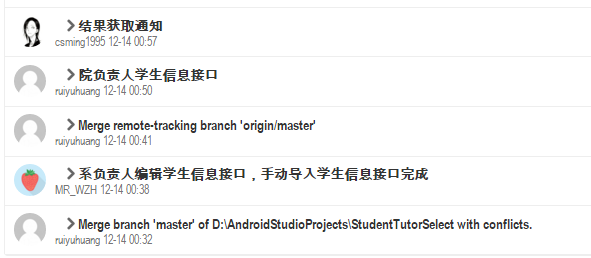 结果获取通知
csming1995 12-14 00:57
院负责人学生信息接口
ruiyuhuang 12-14 00:50
Merge remote-tracking branch 'origin/master'
ruiyuhuang 12-14 00:41
系负责人编辑学生信息接口，手动导入学生信息接口完成
MR_WZH 12-14 00:38
Merge branch 'master' of D:\AndroidStudioProjects\StudentTutorSelect with conflicts.
ruiyuhuang 12-14 00:32